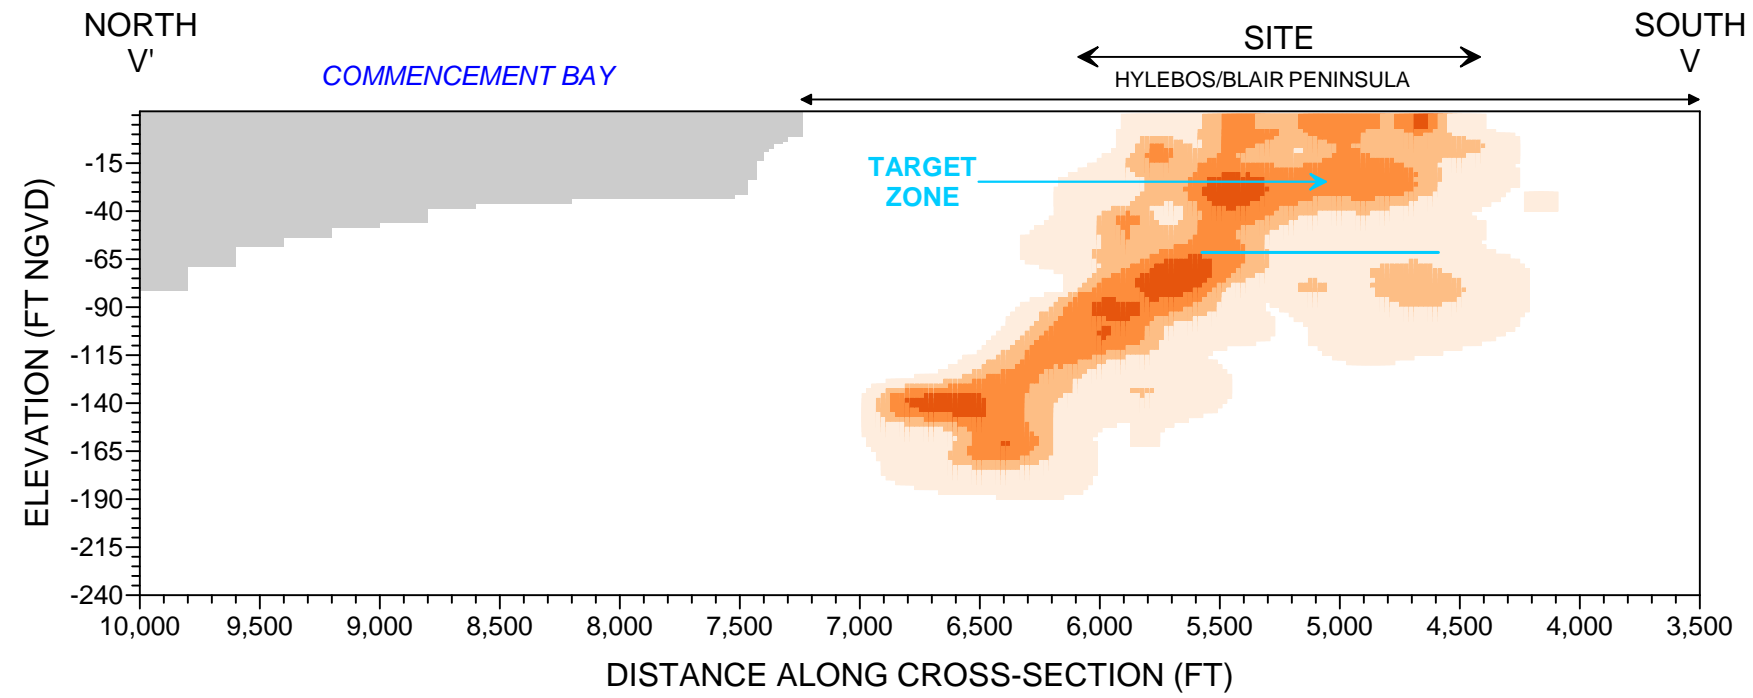 NORTH
V'
COMMENCEMENT BAY
SITE
HYLEBOS/BLAIR PENINSULA
SOUTH
V
TARGET
ZONE
ELEVATION (FT NGVD)
-15
-40
-65
-90
-115
-140
-165
-190
-215
-240
10,000 9,500 9,000 8,500 8,000 7,500 7,000 6,500 6,000 5,500 5,000 4,500 4,000 3,500
DISTANCE ALONG CROSS-SECTION (FT)